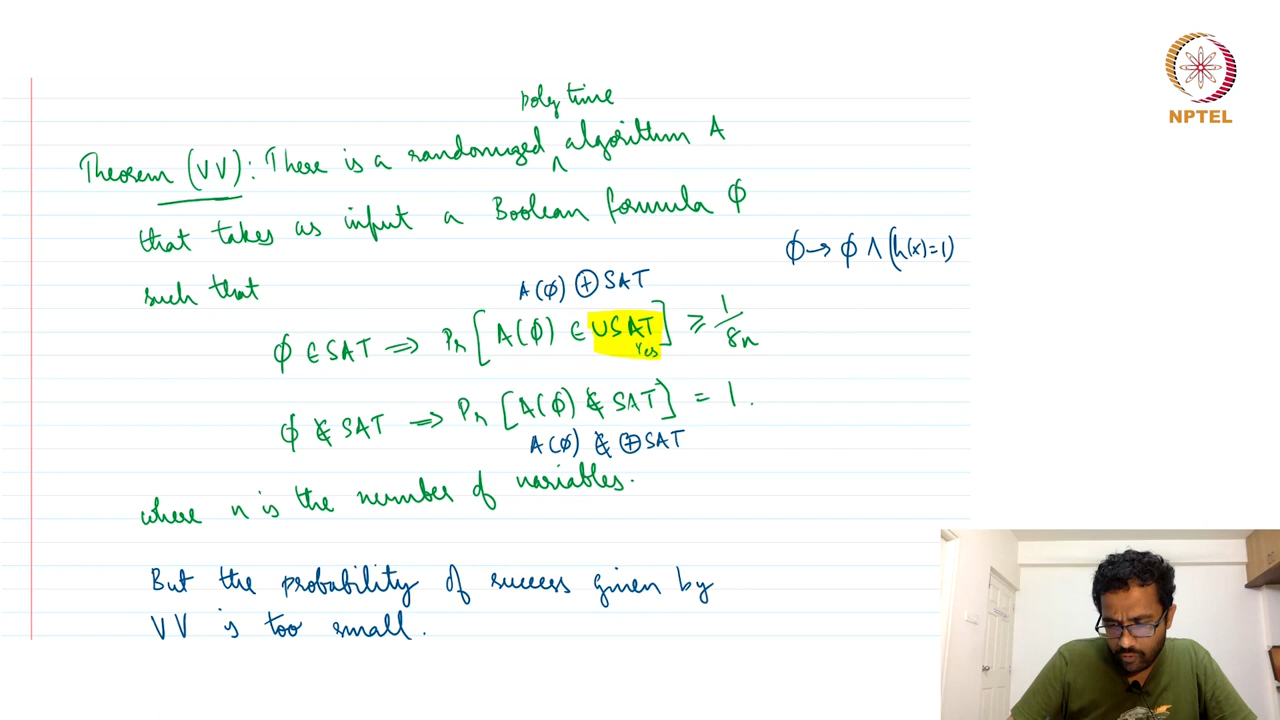 NPTEL
poly time
Theorem (VV): There is a randomized ^ algorithm A
that takes as input a Boolean formula ϕ
ϕ → ϕ ∧ (h(x)=1)
such that
A(ϕ) ⊕ SAT
ϕ ∈ SAT ⟹ Pr [A(ϕ) ∈ USAT Yes] ≥ 1/8n
ϕ ∉ SAT ⟹ Pr [A(ϕ) ∉ SAT] = 1.
A(ϕ) ∉ ⊕SAT
where n is the number of variables.
But the probability of success given by
VV is too small.